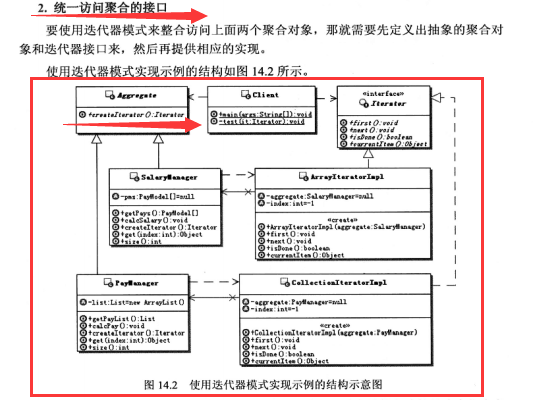 2. 统一访问聚合的接口
要使用迭代器模式来整合访问上面两个聚合对象，那就需要先定义出抽象的聚合对
象和迭代器接口来，然后再提供相应的实现。
使用迭代器模式实现示例的结构如图 14.2 所示。
Aggregate
+createIterator():Iterator
Client
+main(args:String[]):void
-test(it:Iterator):void
«interface»
Iterator
+first():void
+next():void
+isDone():boolean
+currentItem():Object
SalaryManager
-pms:PayModel[]=null
+getPays():PayModel[]
+calcSalary():void
+createIterator():Iterator
+get(index:int):Object
+size():int
ArrayIteratorImpl
-aggregate:SalaryManager=null
-index:int=-1
«create»
+ArrayIteratorImpl(aggregate:SalaryManager)
+first():void
+next():void
+isDone():boolean
+currentItem():Object
PayManager
-list:List=new ArrayList()
+getPayList():List
+calcPay():void
+createIterator():Iterator
+get(index:int):Object
+size():int
CollectionIteratorImpl
-aggregate:PayManager=null
-index:int=-1
«create»
+CollectionIteratorImpl(aggregate:PayManager)
+first():void
+next():void
+isDone():boolean
+currentItem():Object
图 14.2 使用迭代器模式实现示例的结构示意图